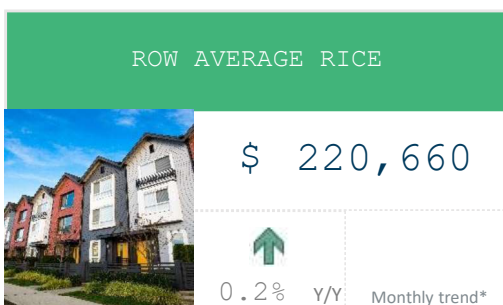 ROW AVERAGE RICE
$ 220,660
0.2% Y/Y
Monthly trend*